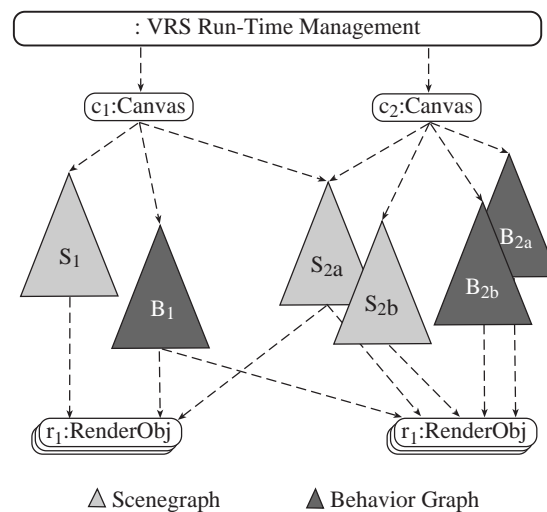 : VRS Run-Time Management
c₁:Canvas
c₂:Canvas
S₁
B₁
S₂ₐ
S₂b
B₂ₐ
B₂b
r₁:RenderObj
r₁:RenderObj
Scenegraph
Behavior Graph